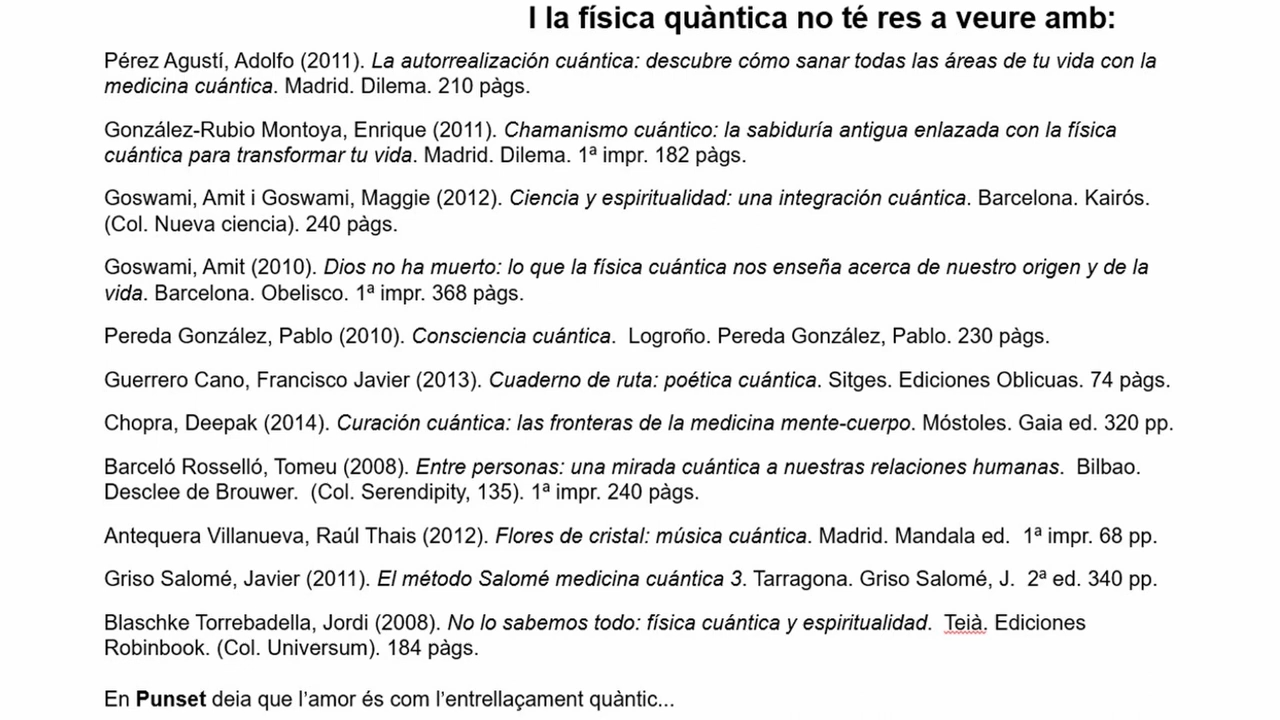 I la física quàntica no té res a veure amb:
Pérez Agustí, Adolfo (2011). La autorrealización cuántica: descubre cómo sanar todas las áreas de tu vida con la
medicina cuántica. Madrid. Dilema. 210 pàgs.
González-Rubio Montoya, Enrique (2011). Chamanismo cuántico: la sabiduría antigua enlazada con la física
cuántica para transformar tu vida. Madrid. Dilema. 1ª impr. 182 pàgs.
Goswami, Amit i Goswami, Maggie (2012). Ciencia y espiritualidad: una integración cuántica. Barcelona. Kairós.
(Col. Nueva ciencia). 240 pàgs.
Goswami, Amit (2010). Dios no ha muerto: lo que la física cuántica nos enseña acerca de nuestro origen y de la
vida. Barcelona. Obelisco. 1ª impr. 368 pàgs.
Pereda González, Pablo (2010). Consciencia cuántica.  Logroño. Pereda González, Pablo. 230 pàgs.
Guerrero Cano, Francisco Javier (2013). Cuaderno de ruta: poética cuántica. Sitges. Ediciones Oblicuas. 74 pàgs.
Chopra, Deepak (2014). Curación cuántica: las fronteras de la medicina mente-cuerpo. Móstoles. Gaia ed. 320 pp.
Barceló Rosselló, Tomeu (2008). Entre personas: una mirada cuántica a nuestras relaciones humanas.  Bilbao.
Desclee de Brouwer.  (Col. Serendipity, 135). 1ª impr. 240 pàgs.
Antequera Villanueva, Raúl Thais (2012). Flores de cristal: música cuántica. Madrid. Mandala ed.  1ª impr. 68 pp.
Griso Salomé, Javier (2011). El método Salomé medicina cuántica 3. Tarragona. Griso Salomé, J.  2ª ed. 340 pp.
Blaschke Torrebadella, Jordi (2008). No lo sabemos todo: física cuántica y espiritualidad.  Teià. Ediciones
Robinbook. (Col. Universum). 184 pàgs.
En Punset deia que l’amor és com l’entrellaçament quàntic...